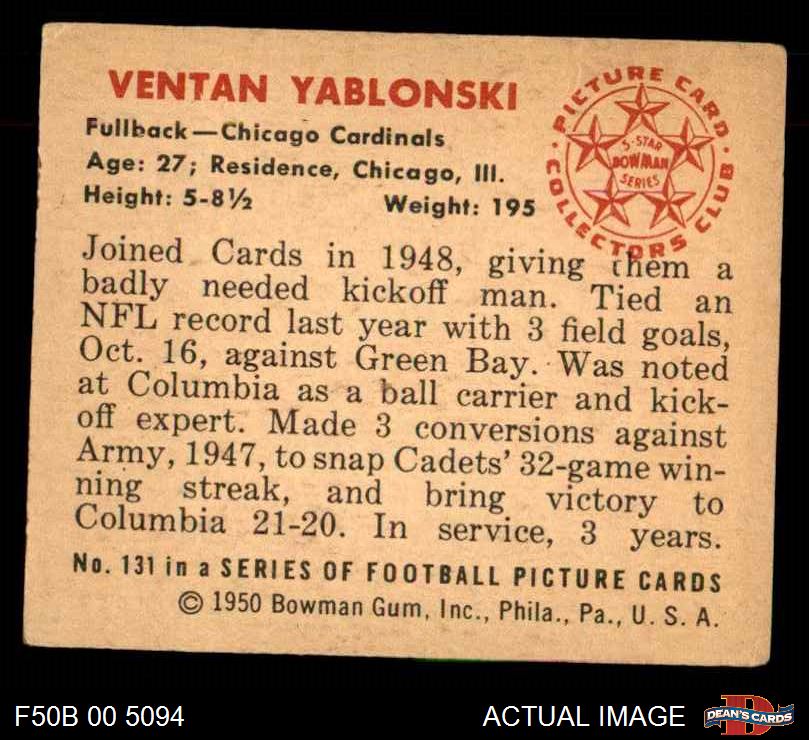 VENTAN YABLONSKI
Fullback—Chicago Cardinals
Age: 27; Residence, Chicago, Ill.
Height: 5-8½ Weight: 195
PICTURE CARD
COLLECTORS CLUB
5-STAR
BOWMAN
SERIES
Joined Cards in 1948, giving them a
badly needed kickoff man. Tied an
NFL record last year with 3 field goals,
Oct. 16, against Green Bay. Was noted
at Columbia as a ball carrier and kick-
off expert. Made 3 conversions against
Army, 1947, to snap Cadets' 32-game win-
ning streak, and bring victory to
Columbia 21-20. In service, 3 years.
No. 131 in a SERIES OF FOOTBALL PICTURE CARDS
© 1950 Bowman Gum, Inc., Phila., Pa., U. S. A.
F50B 00 5094 ACTUAL IMAGE
D
DEAN'S CARDS